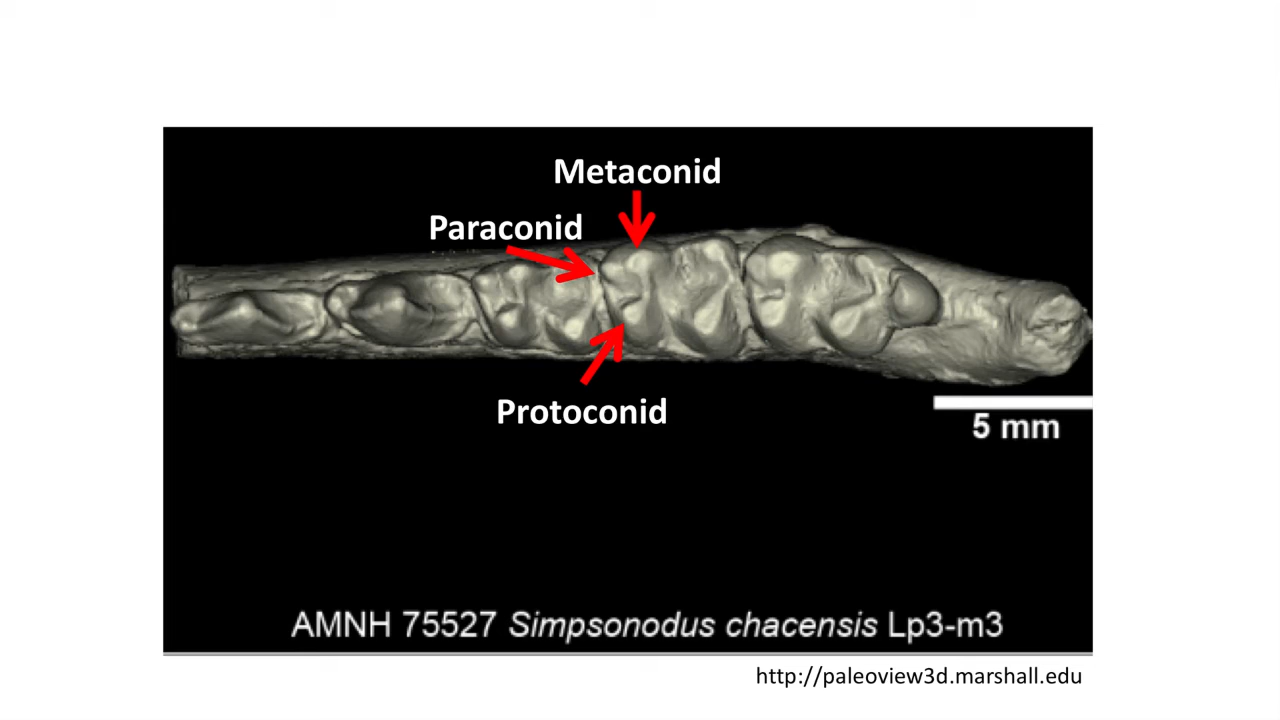 Metaconid
Paraconid
Protoconid
5 mm
AMNH 75527 Simpsonodus chacensis Lp3-m3
http://paleoview3d.marshall.edu